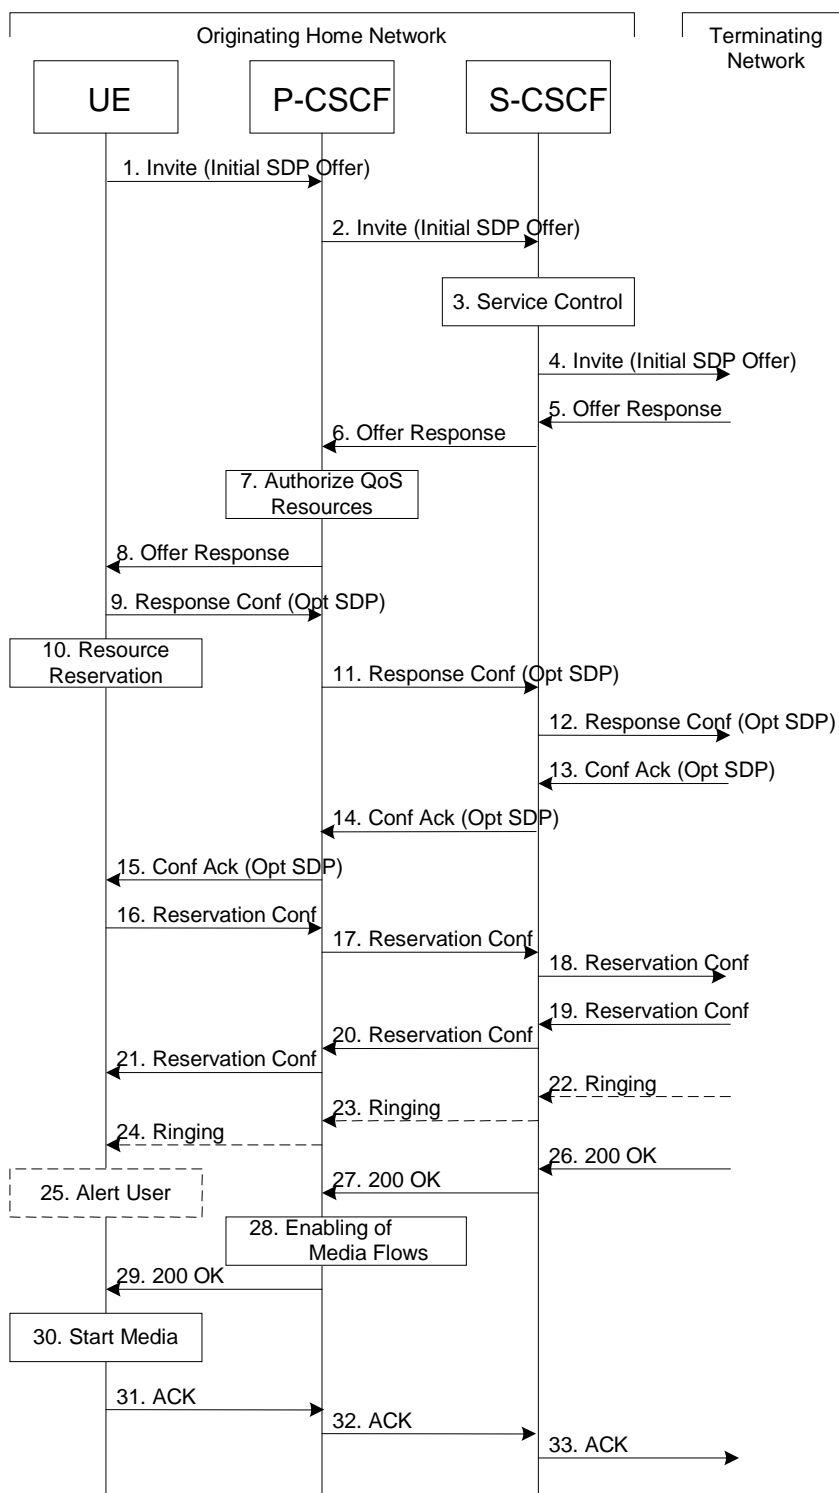 Originating Home Network
Terminating
Network
UE
P-CSCF
S-CSCF
1. Invite (Initial SDP Offer)
2. Invite (Initial SDP Offer)
3. Service Control
4. Invite (Initial SDP Offer)
5. Offer Response
6. Offer Response
7. Authorize QoS
Resources
8. Offer Response
9. Response Conf (Opt SDP)
10. Resource
Reservation
11. Response Conf (Opt SDP)
12. Response Conf (Opt SDP)
13. Conf Ack (Opt SDP)
14. Conf Ack (Opt SDP)
15. Conf Ack (Opt SDP)
16. Reservation Conf
17. Reservation Conf
18. Reservation Conf
19. Reservation Conf
20. Reservation Conf
21. Reservation Conf
22. Ringing
23. Ringing
24. Ringing
25. Alert User
26. 200 OK
27. 200 OK
28. Enabling of
Media Flows
29. 200 OK
30. Start Media
31. ACK
32. ACK
33. ACK